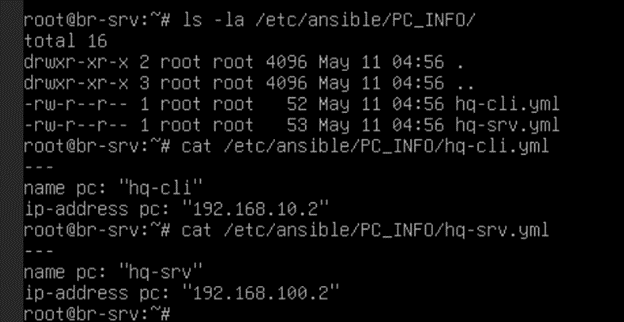 root@br-srv:~# ls -la /etc/ansible/PC_INFO/
total 16
drwxr-xr-x 2 root root 4096 May 11 04:56 .
drwxr-xr-x 3 root root 4096 May 11 04:56 ..
-rw-r--r-- 1 root root   52 May 11 04:56 hq-cli.yml
-rw-r--r-- 1 root root   53 May 11 04:56 hq-srv.yml
root@br-srv:~# cat /etc/ansible/PC_INFO/hq-cli.yml
---
name pc: "hq-cli"
ip-address pc: "192.168.10.2"
root@br-srv:~# cat /etc/ansible/PC_INFO/hq-srv.yml
---
name pc: "hq-srv"
ip-address pc: "192.168.100.2"
root@br-srv:~#